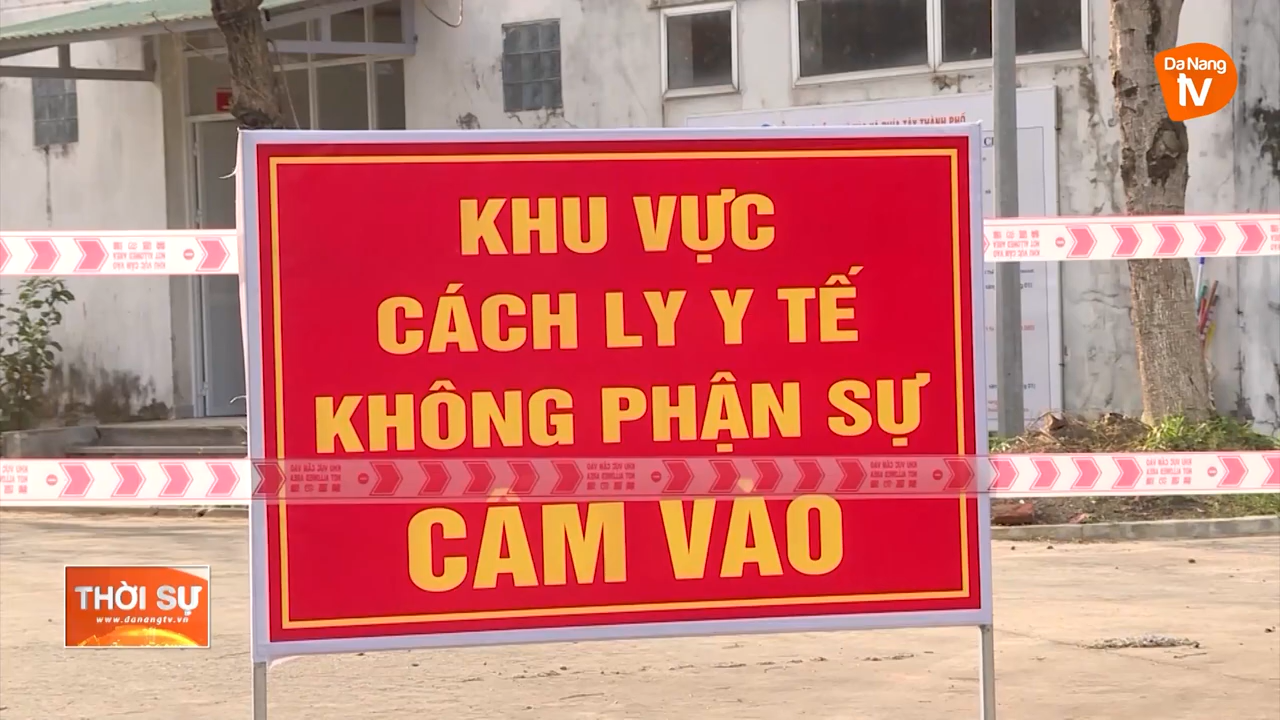 Da Nang
tv
KHU VỰC
CÁCH LY Y TẾ
KHÔNG PHẬN SỰ
CẤM VÀO
THỜI SỰ
www.danangtv.vn